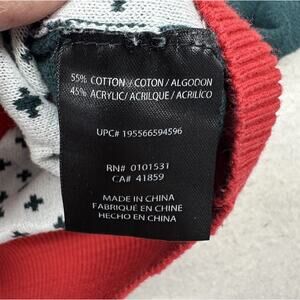 55% COTTON / COTON / ALGODON
45% ACRYLIC/ ACRILQUE / ACRILÍCO
UPC# 195566594596
RN# 0101531
CA# 41859
MADE IN CHINA
FABRIQUÉ EN CHINE
HECHO EN CHINA